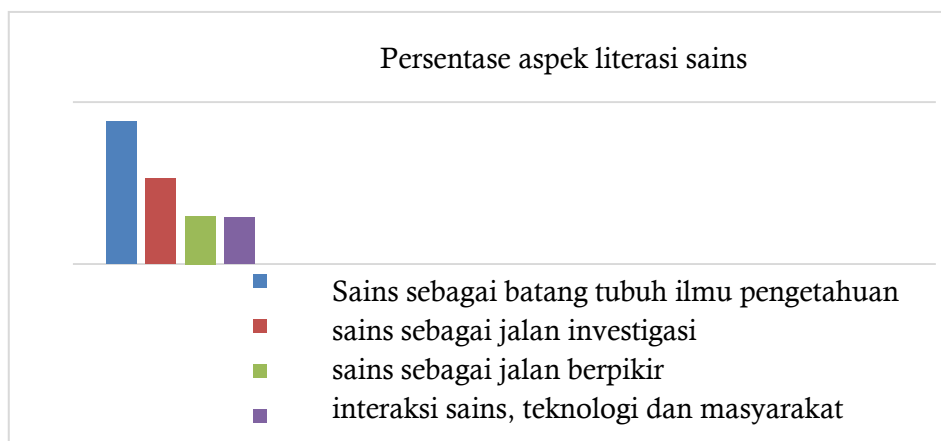 Persentase aspek literasi sains
Sains sebagai batang tubuh ilmu pengetahuan
sains sebagai jalan investigasi
sains sebagai jalan berpikir
interaksi sains, teknologi dan masyarakat